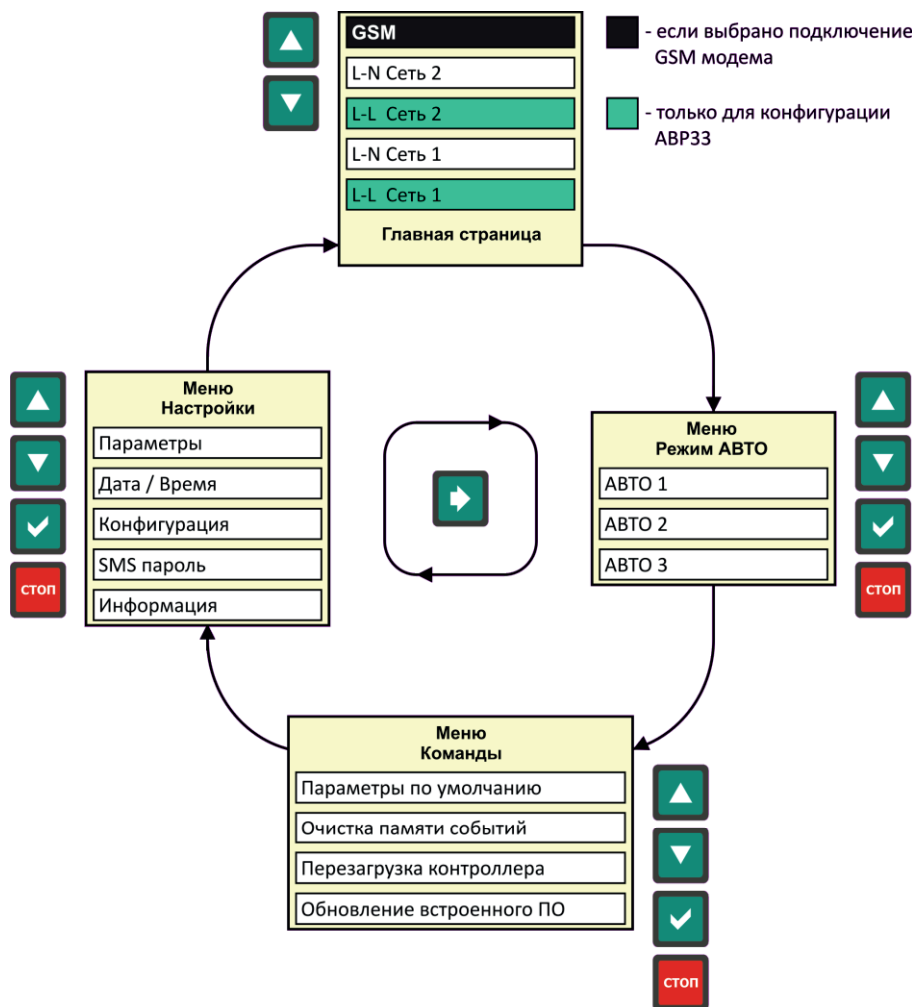 GSM
L-N Сеть 2
L-L Сеть 2
L-N Сеть 1
L-L Сеть 1
Главная страница
- если выбрано подключение
GSM модема
- только для конфигурации
АВР33
Меню
Настройки
Параметры
Дата / Время
Конфигурация
SMS пароль
Информация
СТОП
Меню
Режим АВТО
АВТО 1
АВТО 2
АВТО 3
СТОП
Меню
Команды
Параметры по умолчанию
Очистка памяти событий
Перезагрузка контроллера
Обновление встроенного ПО
СТОП